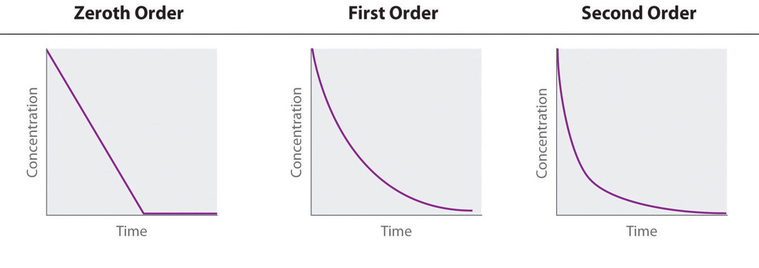 Zeroth Order
First Order
Second Order
Concentration
Time
Concentration
Time
Concentration
Time